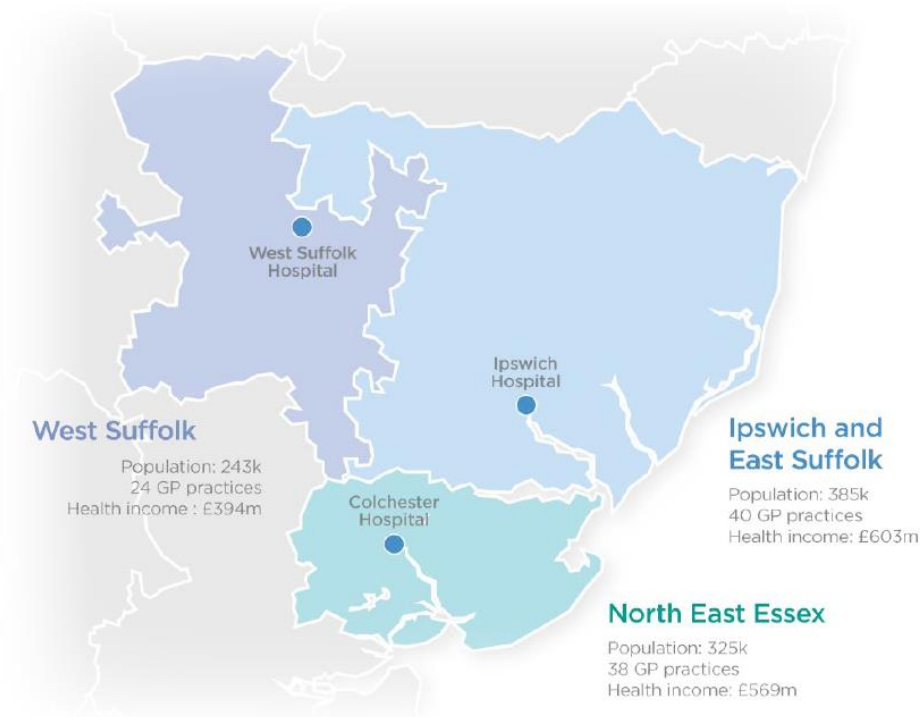 West Suffolk
Hospital
Ipswich
Hospital
West Suffolk
Population: 243k
24 GP practices
Health income : £394m
Ipswich and
East Suffolk
Population: 385k
40 GP practices
Health income: £603m
Colchester
Hospital
North East Essex
Population: 325k
38 GP practices
Health income: £569m